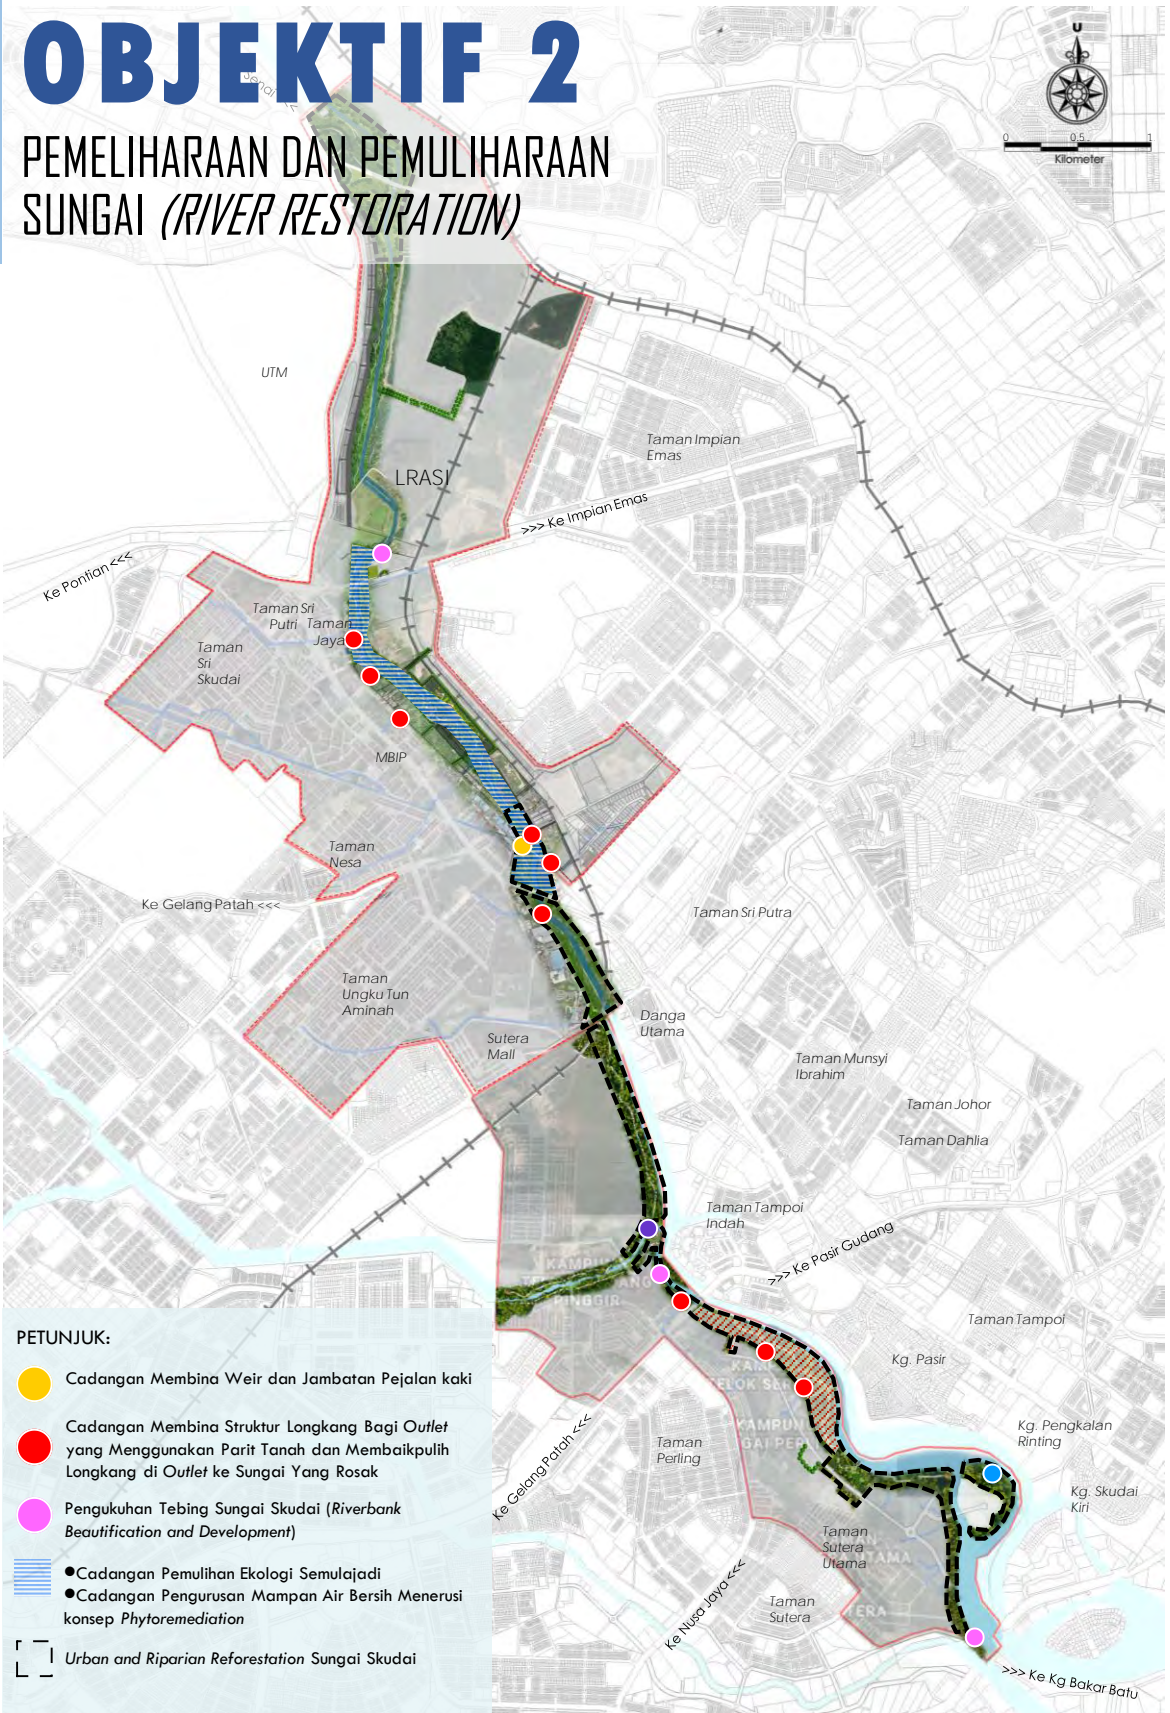 OBJEKTIF 2
PEMELIHARAAN DAN PEMULIHARAAN
SUNGAI (RIVER RESTORATION)
Senai <<<
U
0 0.5 1
Kilometer
UTM
Taman Impian
Emas
LRASI
>>> Ke Impian Emas
Ke Pontian <<<
Taman Sri
Putri
Taman
Jaya
Taman
Sri
Skudai
MBIP
Taman
Nesa
Ke Gelang Patah <<<
Taman Sri Putra
Taman
Ungku Tun
Aminah
Danga
Utama
Sutera
Mall
Taman Munsyi
Ibrahim
Taman Johor
Taman Dahlia
Taman Tampoi
Indah
>>> Ke Pasir Gudang
PINGGIR
Taman Tampoi
Kg. Pasir
Kg. Pengkalan
Rinting
Taman
Perling
Ke Gelang Patah <<<
Kg. Skudai
Kiri
Taman
Sutera
Utama
Taman
Sutera
Ke Nusa Jaya <<<
>>> Ke Kg Bakar Batu
PETUNJUK:
Cadangan Membina Weir dan Jambatan Pejalan kaki
Cadangan Membina Struktur Longkang Bagi Outlet
yang Menggunakan Parit Tanah dan Membaikpulih
Longkang di Outlet ke Sungai Yang Rosak
Pengukuhan Tebing Sungai Skudai (Riverbank
Beautification and Development)
●Cadangan Pemulihan Ekologi Semulajadi
●Cadangan Pengurusan Mampan Air Bersih Menerusi
konsep Phytoremediation
Urban and Riparian Reforestation Sungai Skudai